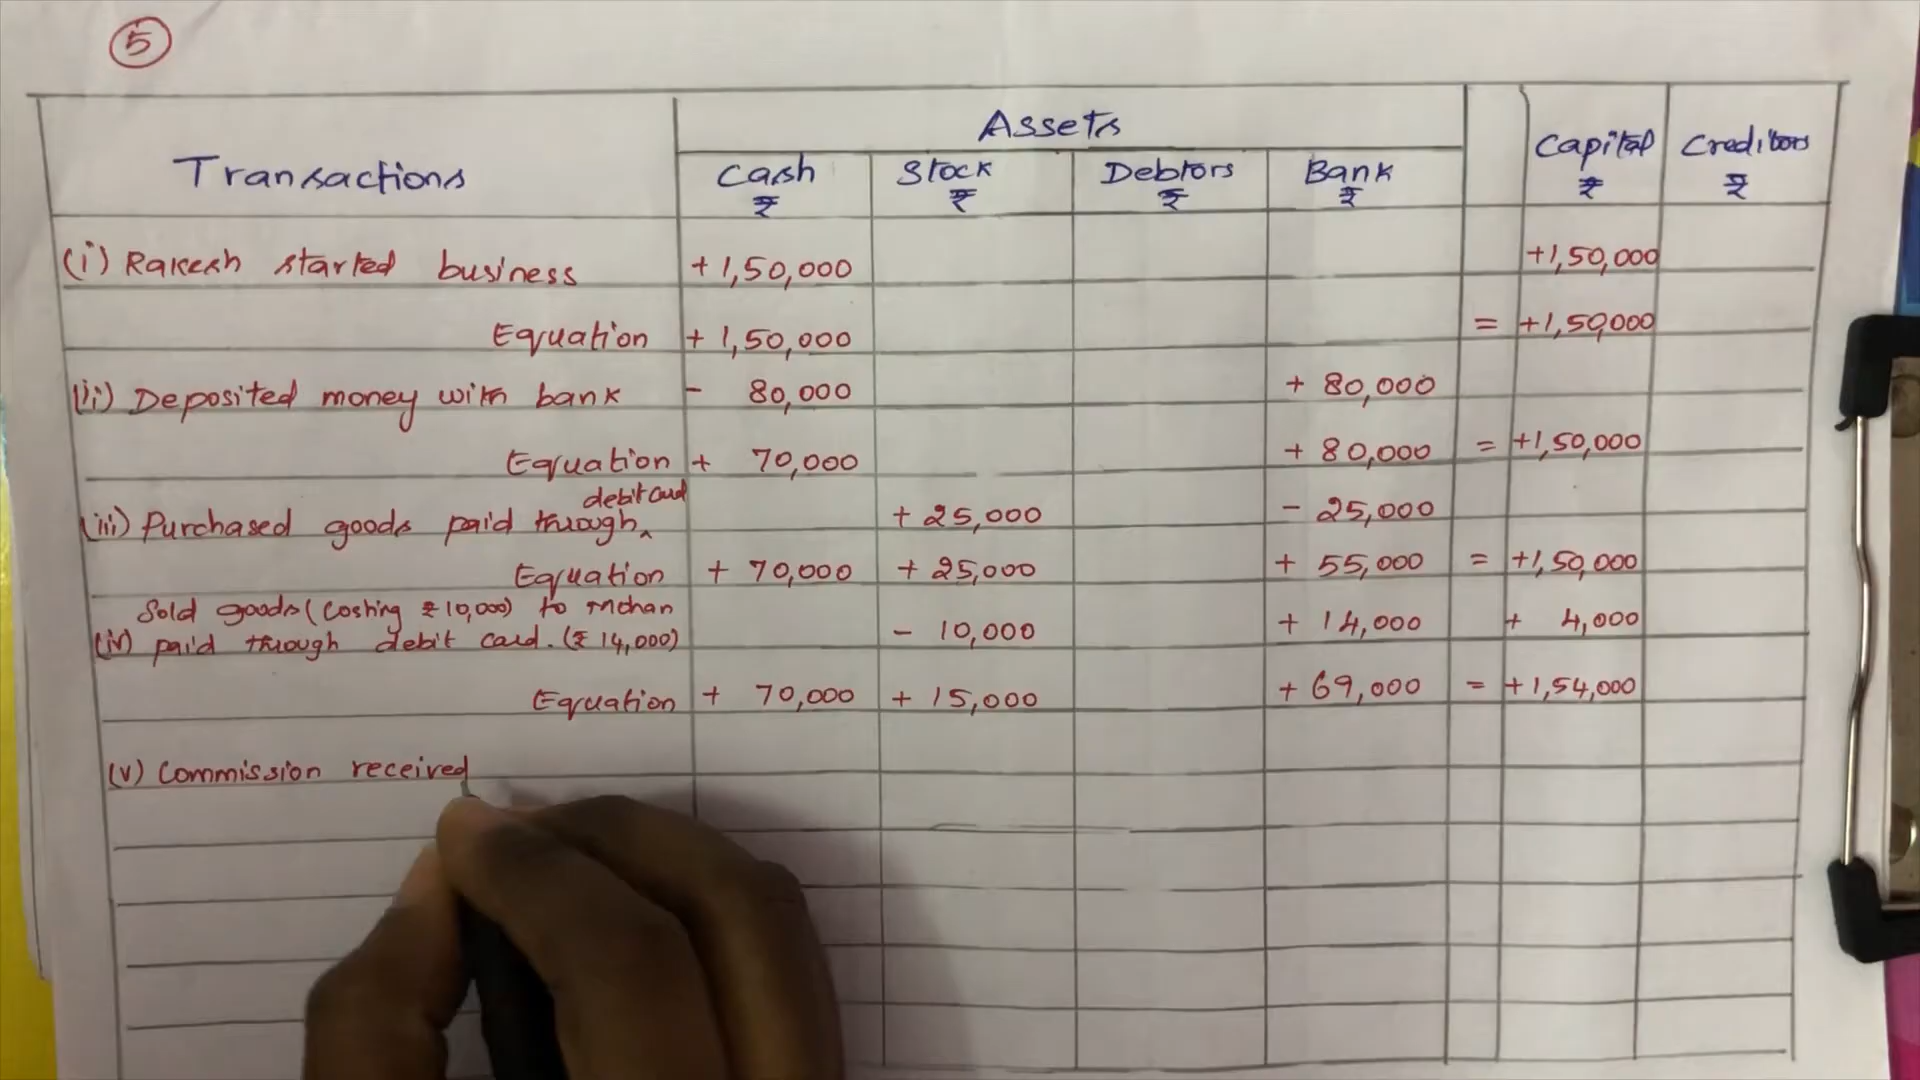 5
Assets
Transactions Cash ₹ Stock ₹ Debtors ₹ Bank ₹ Capital ₹ Creditors ₹
(i) Rakesh started business +1,50,000 +1,50,000
Equation +1,50,000 = +1,50,000
(ii) Deposited money with bank - 80,000 + 80,000
Equation + 70,000 + 80,000 = +1,50,000
debit card
(iii) Purchased goods paid through^ + 25,000 - 25,000
Equation + 70,000 + 25,000 + 55,000 = +1,50,000
Sold goods (costing ₹ 10,000) to Mohan
(iv) paid through debit card. (₹ 14,000) - 10,000 + 14,000 + 4,000
Equation + 70,000 + 15,000 + 69,000 = +1,54,000
(v) Commission received